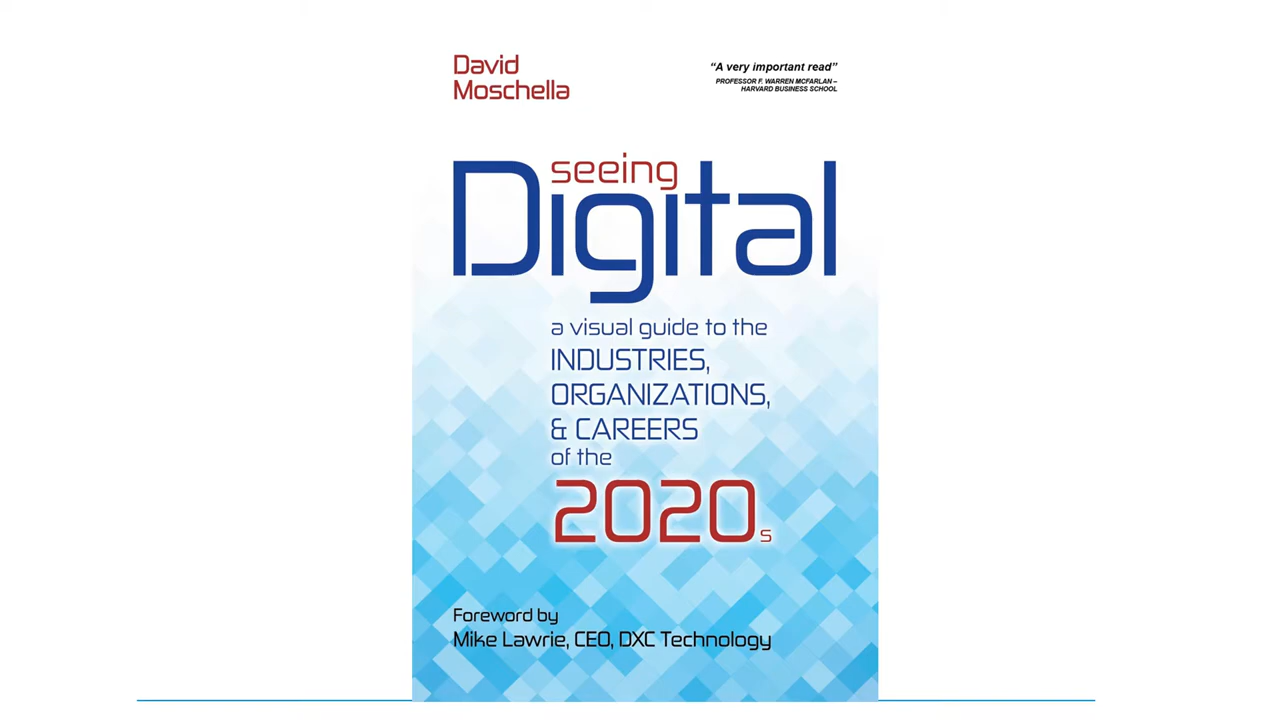 David
Moschella
“A very important read”
PROFESSOR F. WARREN MCFARLAN –
HARVARD BUSINESS SCHOOL
seeing
Digital
a visual guide to the
INDUSTRIES,
ORGANIZATIONS,
& CAREERS
of the
2020s
Foreword by
Mike Lawrie, CEO, DXC Technology